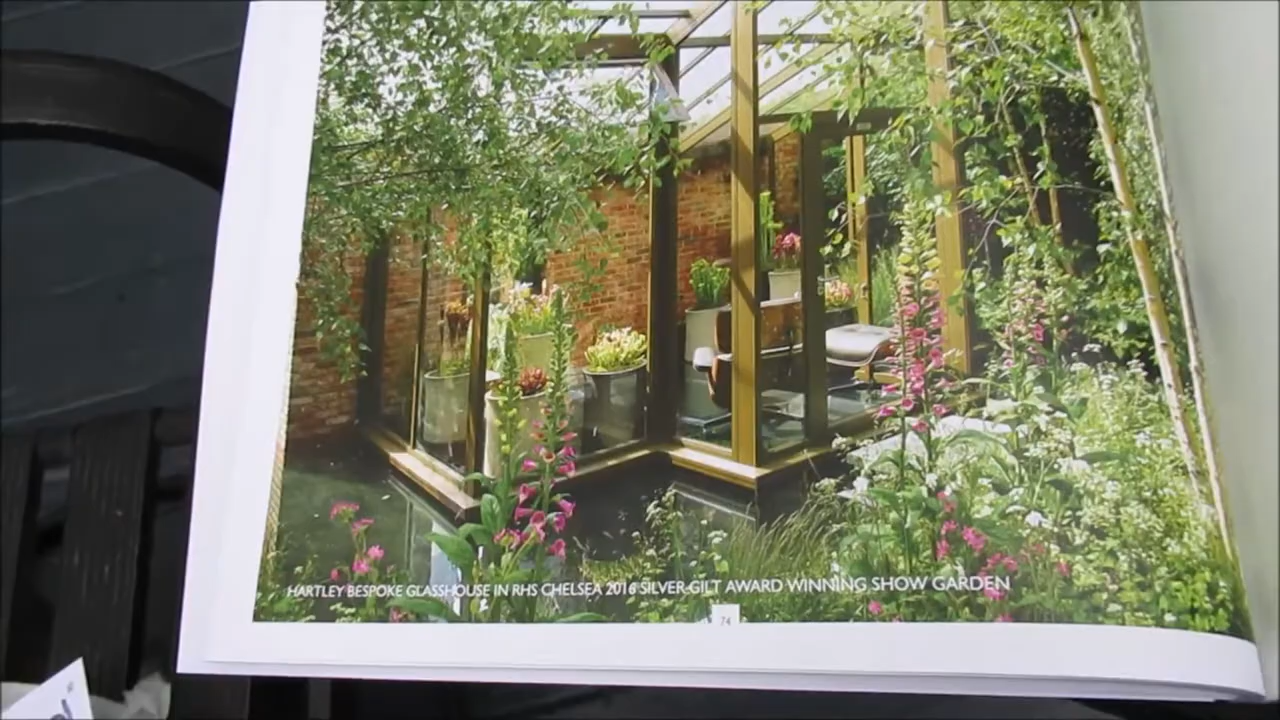 HARTLEY BESPOKE GLASSHOUSE IN RHS CHELSEA 2016 SILVER-GILT AWARD WINNING SHOW GARDEN
74